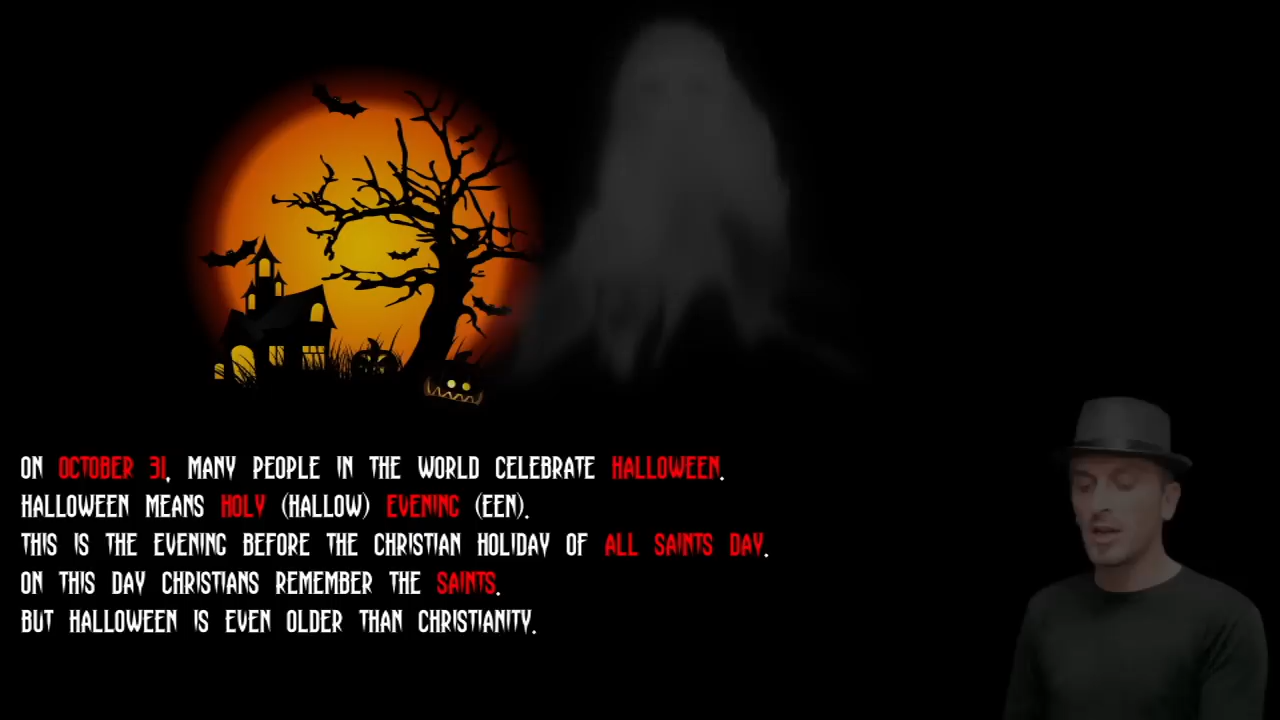 ON OCTOBER 31, MANY PEOPLE IN THE WORLD CELEBRATE HALLOWEEN.
HALLOWEEN MEANS HOLY (HALLOW) EVENING (EEN).
THIS IS THE EVENING BEFORE THE CHRISTIAN HOLIDAY OF ALL SAINTS DAY.
ON THIS DAY CHRISTIANS REMEMBER THE SAINTS.
BUT HALLOWEEN IS EVEN OLDER THAN CHRISTIANITY.